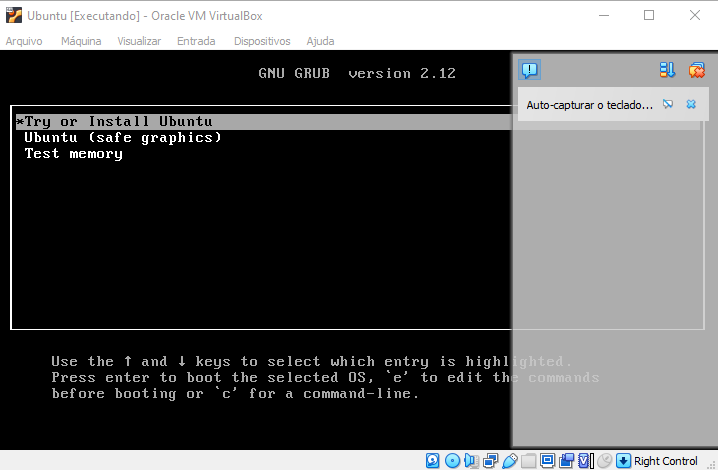 Ubuntu [Executando] - Oracle VM VirtualBox
Arquivo Máquina Visualizar Entrada Dispositivos Ajuda
GNU GRUB version 2.12
Auto-capturar o teclado...
*Try or Install Ubuntu
Ubuntu (safe graphics)
Test memory
Use the ↑ and ↓ keys to select which entry is highlighted.
Press enter to boot the selected OS, `e' to edit the commands
before booting or `c' for a command-line.
Right Control